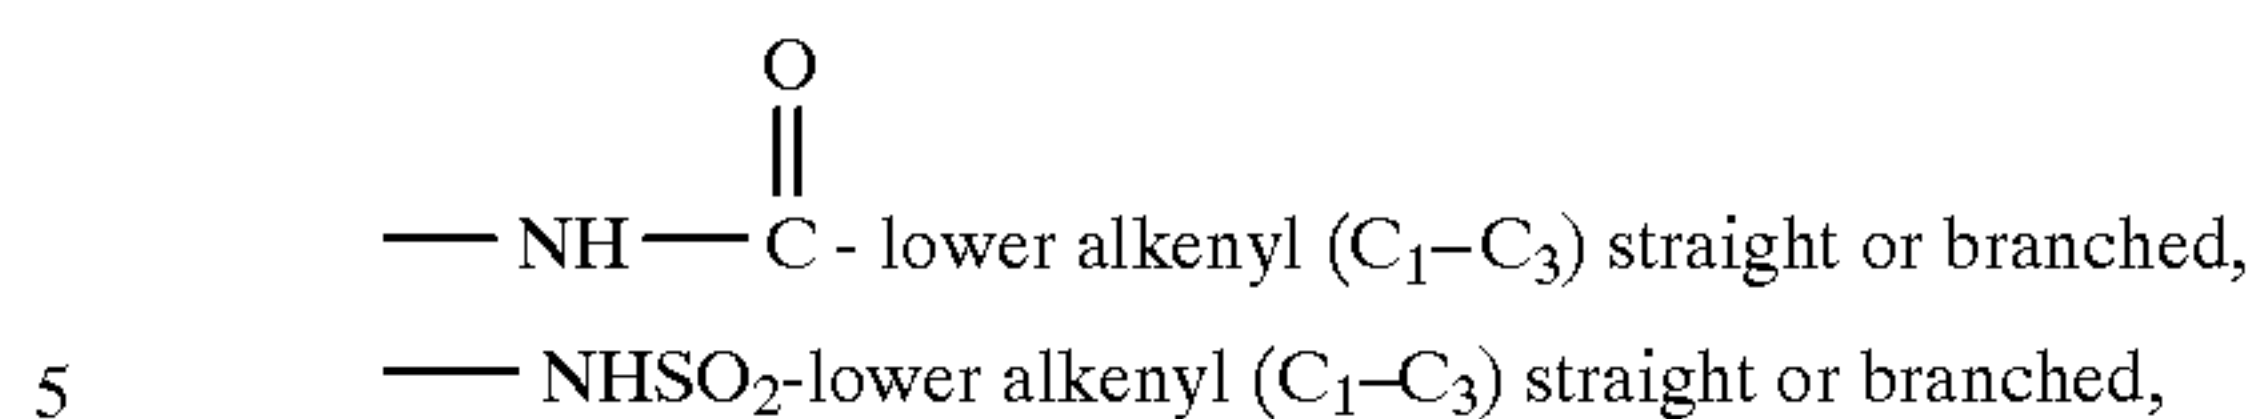 O
—NH—C - lower alkenyl (C₁–C₃) straight or branched,
5 —NHSO₂-lower alkenyl (C₁–C₃) straight or branched,